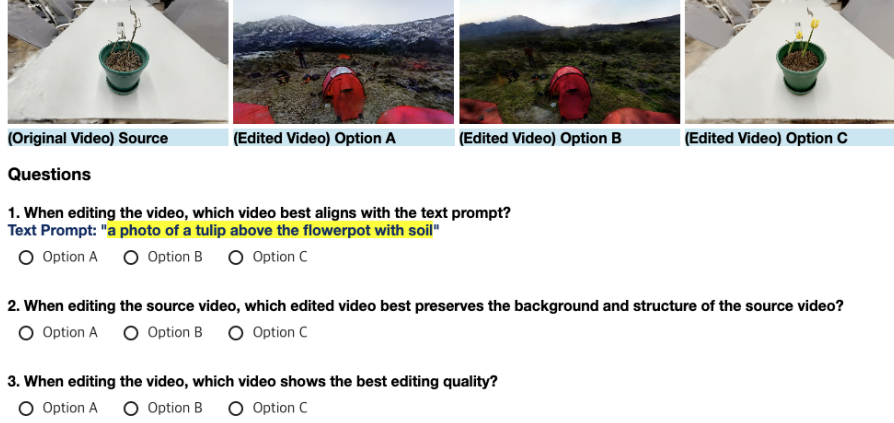 (Original Video) Source
(Edited Video) Option A
(Edited Video) Option B
(Edited Video) Option C
Questions
1. When editing the video, which video best aligns with the text prompt?
Text Prompt: "a photo of a tulip above the flowerpot with soil"
Option A
Option B
Option C
2. When editing the source video, which edited video best preserves the background and structure of the source video?
Option A
Option B
Option C
3. When editing the video, which video shows the best editing quality?
Option A
Option B
Option C